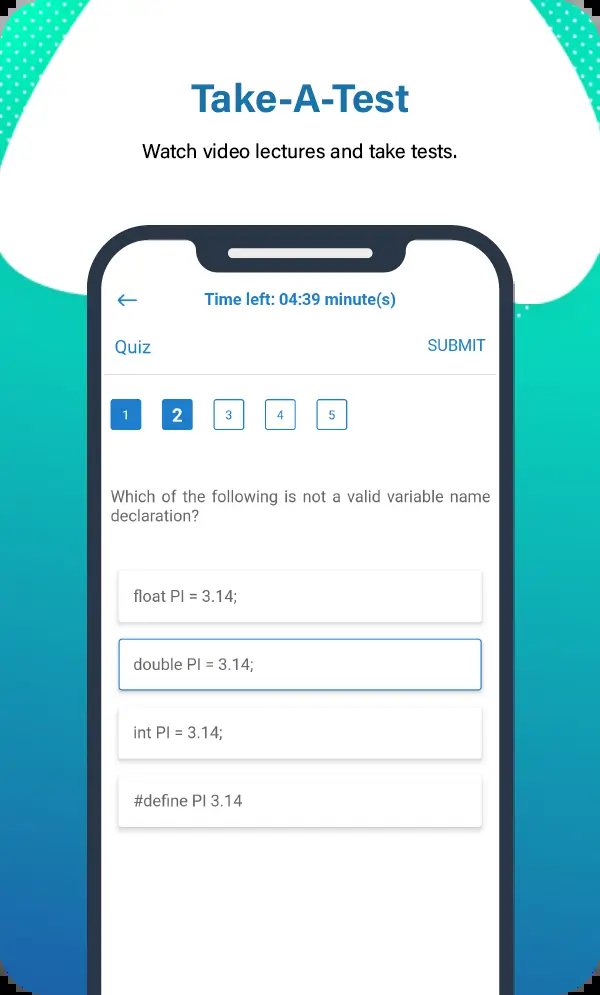 Take-A-Test
Watch video lectures and take tests.
Time left: 04:39 minute(s)
Quiz
SUBMIT
1 2 3 4 5
Which of the following is not a valid variable name
declaration?
float PI = 3.14;
double PI = 3.14;
int PI = 3.14;
#define PI 3.14